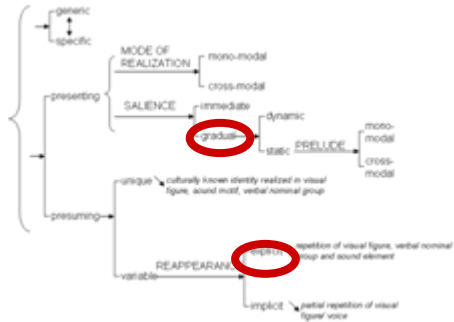 generic
specific
MODE OF
REALIZATION
mono-modal
cross-modal
presenting
SALIENCE
immediate
gradual
dynamic
static
PRELUDE
mono-
modal
cross-
modal
unique
culturally known identity realized in visual
figure, sound motif, verbal nominal group
presuming
variable
REAPPEARANC
explicit
repetition of visual figure, verbal nominal
group and sound element
implicit
partial repetition of visual
figure/ voice